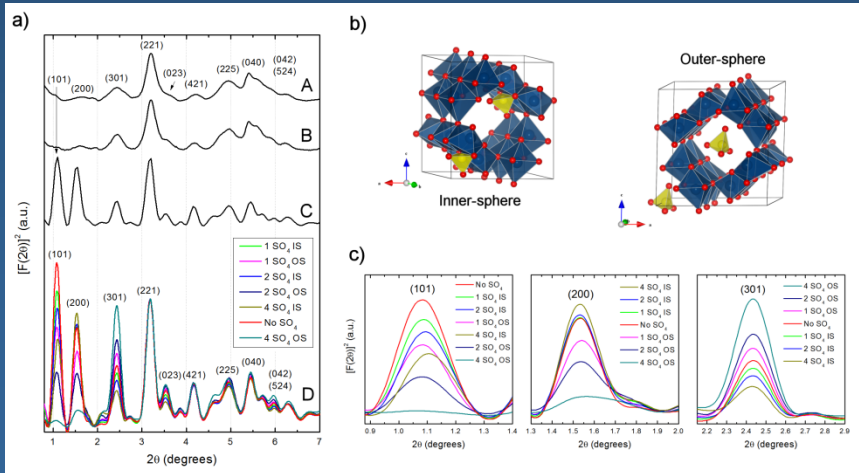 a)
(101)
(200)
(301)
(221)
(023)
(421)
(225)
(040)
(042)
(524)
A
B
C
D
[F(2θ)]² (a.u.)
1 SO₄ IS
1 SO₄ OS
2 SO₄ IS
2 SO₄ OS
4 SO₄ IS
No SO₄
4 SO₄ OS
(101)
(200)
(301)
(221)
(023)
(421)
(225)
(040)
(042)
(524)
1 2 3 4 5 6 7
2θ (degrees)
b)
Inner-sphere
Outer-sphere
c)
[F(2θ)]² (a.u.)
(101)
No SO₄
1 SO₄ IS
2 SO₄ IS
1 SO₄ OS
4 SO₄ IS
2 SO₄ OS
4 SO₄ OS
0.9 1.0 1.1 1.2 1.3 1.4
2θ (degrees)
(200)
4 SO₄ IS
2 SO₄ IS
1 SO₄ IS
No SO₄
1 SO₄ OS
2 SO₄ OS
4 SO₄ OS
1.3 1.4 1.5 1.6 1.7 1.8 1.9 2.0
2θ (degrees)
(301)
4 SO₄ OS
2 SO₄ OS
1 SO₄ OS
No SO₄
1 SO₄ IS
2 SO₄ IS
4 SO₄ IS
2.2 2.3 2.4 2.5 2.6 2.7 2.8 2.9
2θ (degrees)